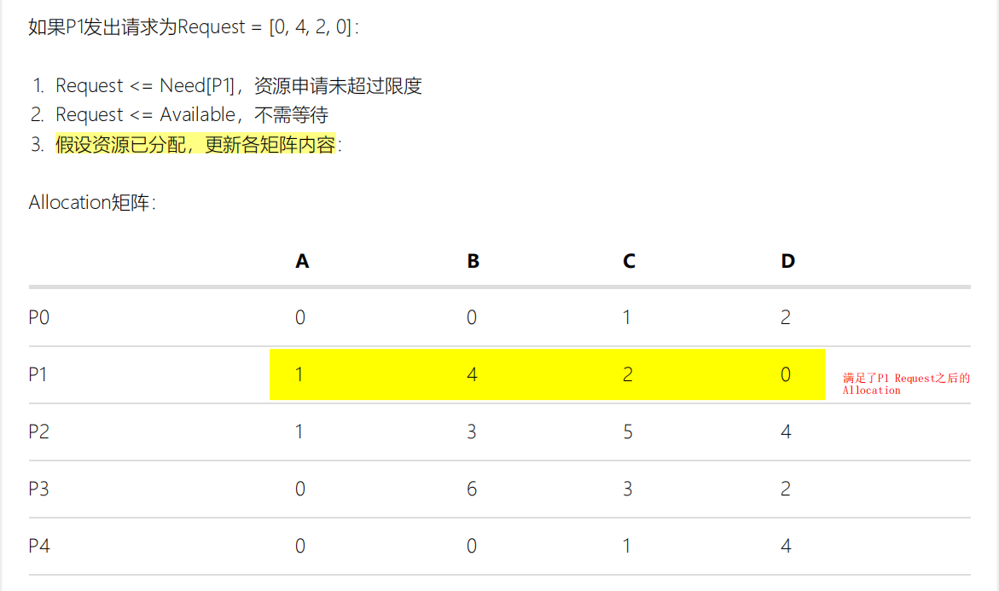 如果P1发出请求为Request = [0, 4, 2, 0]：
1. Request <= Need[P1]，资源申请未超过限度
2. Request <= Available，不需等待
3. 假设资源已分配，更新各矩阵内容：
Allocation矩阵：
A B C D
P0 0 0 1 2
P1 1 4 2 0
满足了P1 Request之后的
Allocation
P2 1 3 5 4
P3 0 6 3 2
P4 0 0 1 4